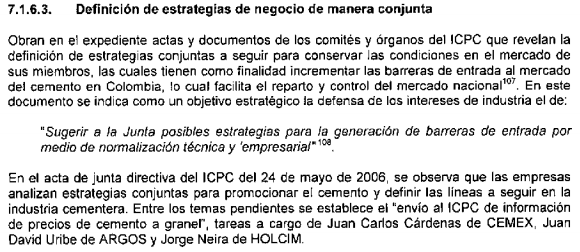 7.1.6.3. Definición de estrategias de negocio de manera conjunta
Obran en el expediente actas y documentos de los comités y órganos del ICPC que revelan la
definición de estrategias conjuntas a seguir para conservar las condiciones en el mercado de
sus miembros, las cuales tienen como finalidad incrementar las barreras de entrada al mercado
del cemento en Colombia, lo cual facilita el reparto y control del mercado nacional107. En este
documento se indica como un objetivo estratégico la defensa de los intereses de industria el de:
"Sugerir a la Junta posibles estrategias para la generación de barreras de entrada por
medio de normalización técnica y 'empresarial"108.
En el acta de junta directiva del ICPC del 24 de mayo de 2006, se observa que las empresas
analizan estrategias conjuntas para promocionar el cemento y definir las líneas a seguir en la
industria cementera. Entre los temas pendientes se establece el "envío al ICPC de información
de precios de cemento a granel", tareas a cargo de Juan Carlos Cárdenas de CEMEX, Juan
David Uribe de ARGOS y Jorge Neira de HOLCIM.